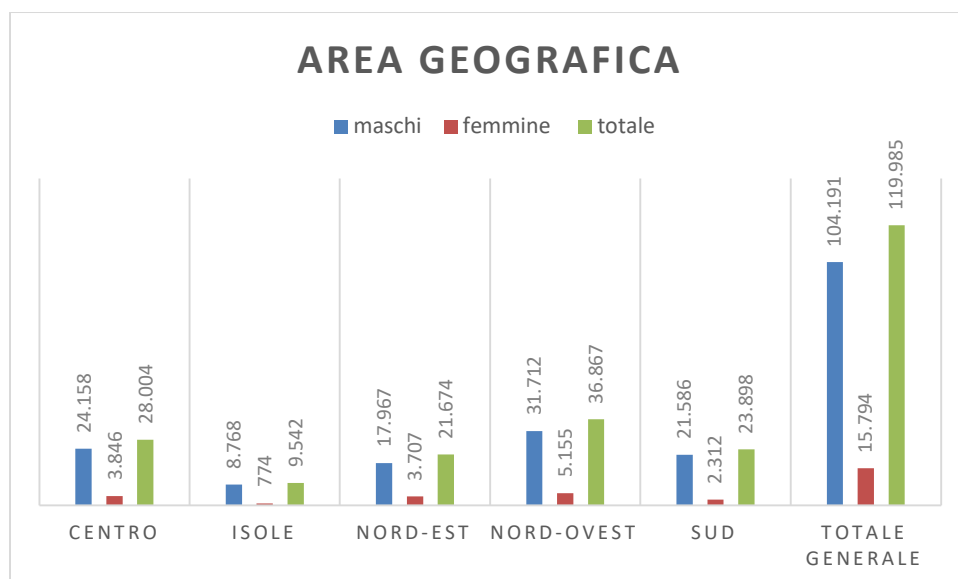 AREA GEOGRAFICA
maschi femmine totale
24.158 3.846 28.004 8.768 774 9.542 17.967 3.707 21.674 31.712 5.155 36.867 21.586 2.312 23.898 104.191 15.794 119.985
CENTRO ISOLE NORD-EST NORD-OVEST SUD TOTALE
GENERALE